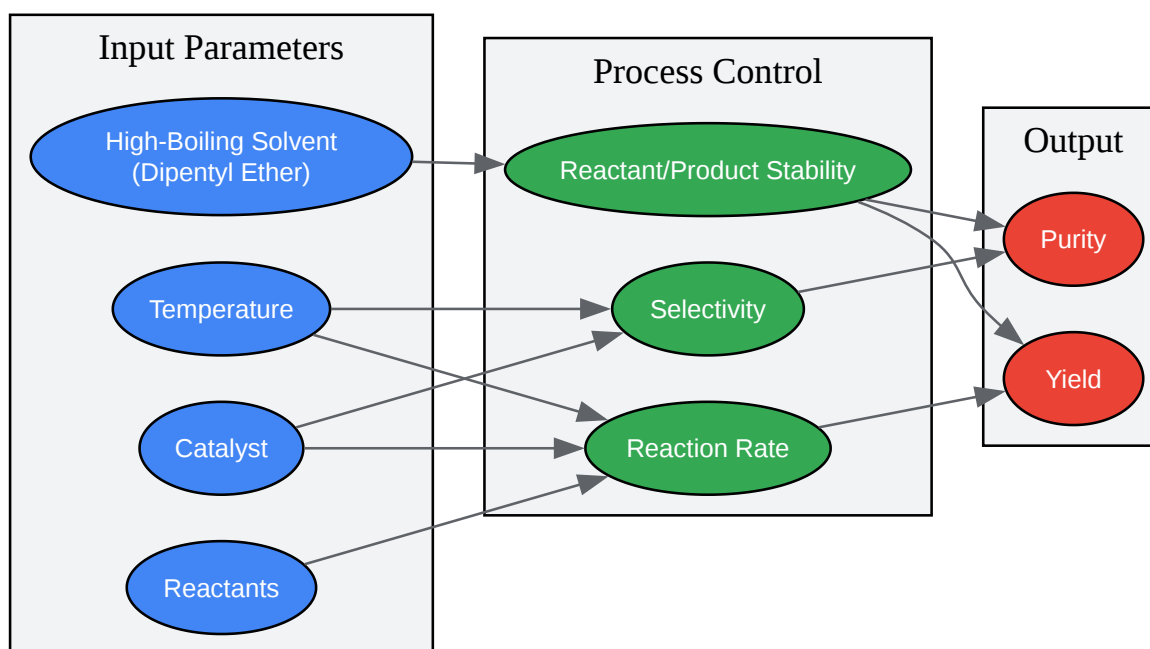 Input Parameters
High-Boiling Solvent
(Dipentyl Ether)
Temperature
Catalyst
Reactants
Process Control
Reactant/Product Stability
Selectivity
Reaction Rate
Output
Purity
Yield